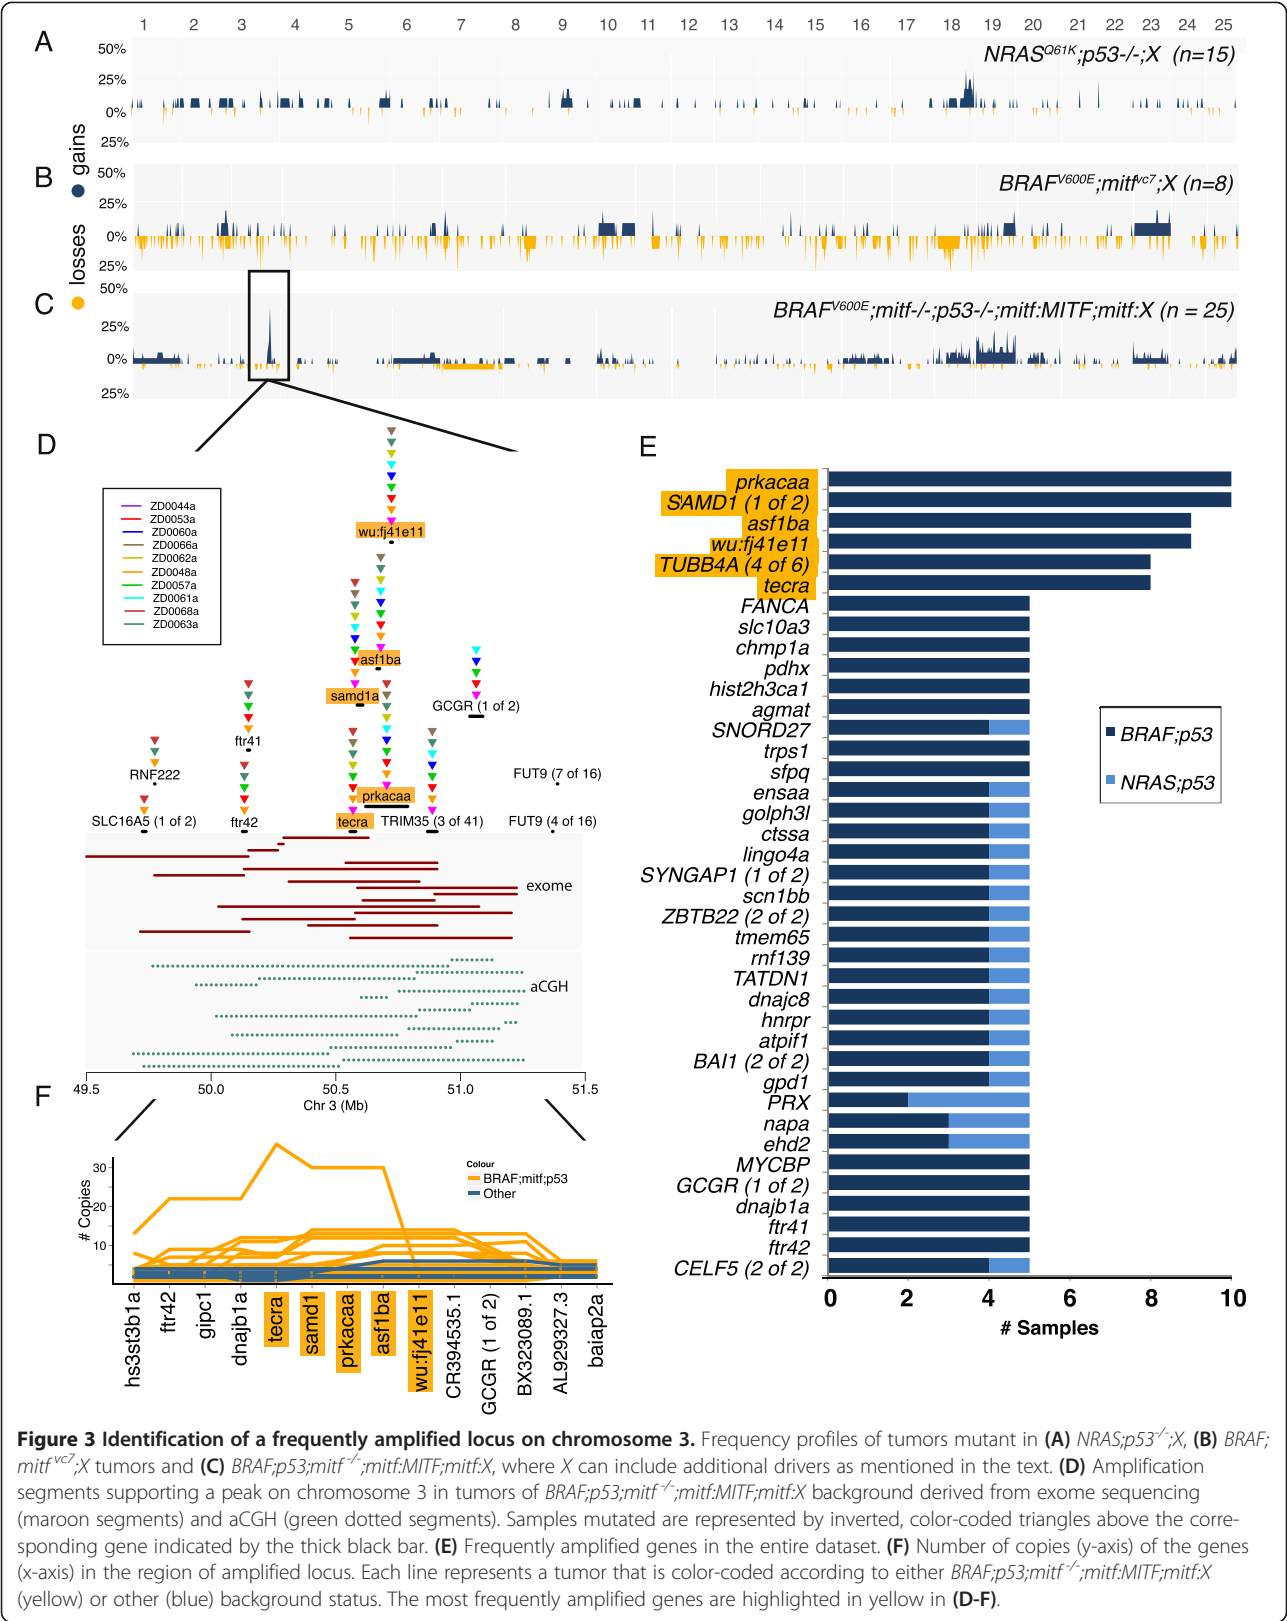 1 2 3 4 5 6 7 8 9 10 11 12 13 14 15 16 17 18 19 20 21 22 23 24 25
A
50%
25%
0%
25%
NRASQ61K;p53-/-;X (n=15)
gains
losses
B
50%
25%
0%
25%
BRAFV600E;mitfvc7;X (n=8)
C
50%
25%
0%
25%
BRAFV600E;mitf-/-;p53-/-;mitf:MITF;mitf:X (n = 25)
D
ZD0044a
ZD0053a
ZD0060a
ZD0066a
ZD0062a
ZD0048a
ZD0057a
ZD0061a
ZD0068a
ZD0063a
wu:fj41e11
asf1ba
samd1a
GCGR (1 of 2)
ftr41
RNF222
FUT9 (7 of 16)
prkacaa
SLC16A5 (1 of 2)
ftr42
tecra
TRIM35 (3 of 41)
FUT9 (4 of 16)
exome
aCGH
49.5 50.0 50.5 51.0 51.5
Chr 3 (Mb)
E
prkacaa
SAMD1 (1 of 2)
asf1ba
wu:fj41e11
TUBB4A (4 of 6)
tecra
FANCA
slc10a3
chmp1a
pdhx
hist2h3ca1
agmat
SNORD27
trps1
sfpq
ensaa
golph3l
ctssa
lingo4a
SYNGAP1 (1 of 2)
scn1bb
ZBTB22 (2 of 2)
tmem65
rnf139
TATDN1
dnajc8
hnrpr
atpif1
BAI1 (2 of 2)
gpd1
PRX
napa
ehd2
MYCBP
GCGR (1 of 2)
dnajb1a
ftr41
ftr42
CELF5 (2 of 2)
BRAF;p53
NRAS;p53
0 2 4 6 8 10
# Samples
F
# Copies
30
20
10
Colour
BRAF;mitf;p53
Other
hs3st3b1a
ftr42
gipc1
dnajb1a
tecra
samd1
prkacaa
asf1ba
wu:fj41e11
CR394535.1
GCGR (1 of 2)
BX323089.1
AL929327.3
baiap2a
Figure 3 Identification of a frequently amplified locus on chromosome 3. Frequency profiles of tumors mutant in (A) NRAS;p53-/-;X, (B) BRAF;
mitf vc7;X tumors and (C) BRAF;p53;mitf-/-;mitf:MITF;mitf:X, where X can include additional drivers as mentioned in the text. (D) Amplification
segments supporting a peak on chromosome 3 in tumors of BRAF;p53;mitf-/-;mitf:MITF;mitf:X background derived from exome sequencing
(maroon segments) and aCGH (green dotted segments). Samples mutated are represented by inverted, color-coded triangles above the corre-
sponding gene indicated by the thick black bar. (E) Frequently amplified genes in the entire dataset. (F) Number of copies (y-axis) of the genes
(x-axis) in the region of amplified locus. Each line represents a tumor that is color-coded according to either BRAF;p53;mitf-/-;mitf:MITF;mitf:X
(yellow) or other (blue) background status. The most frequently amplified genes are highlighted in yellow in (D-F).